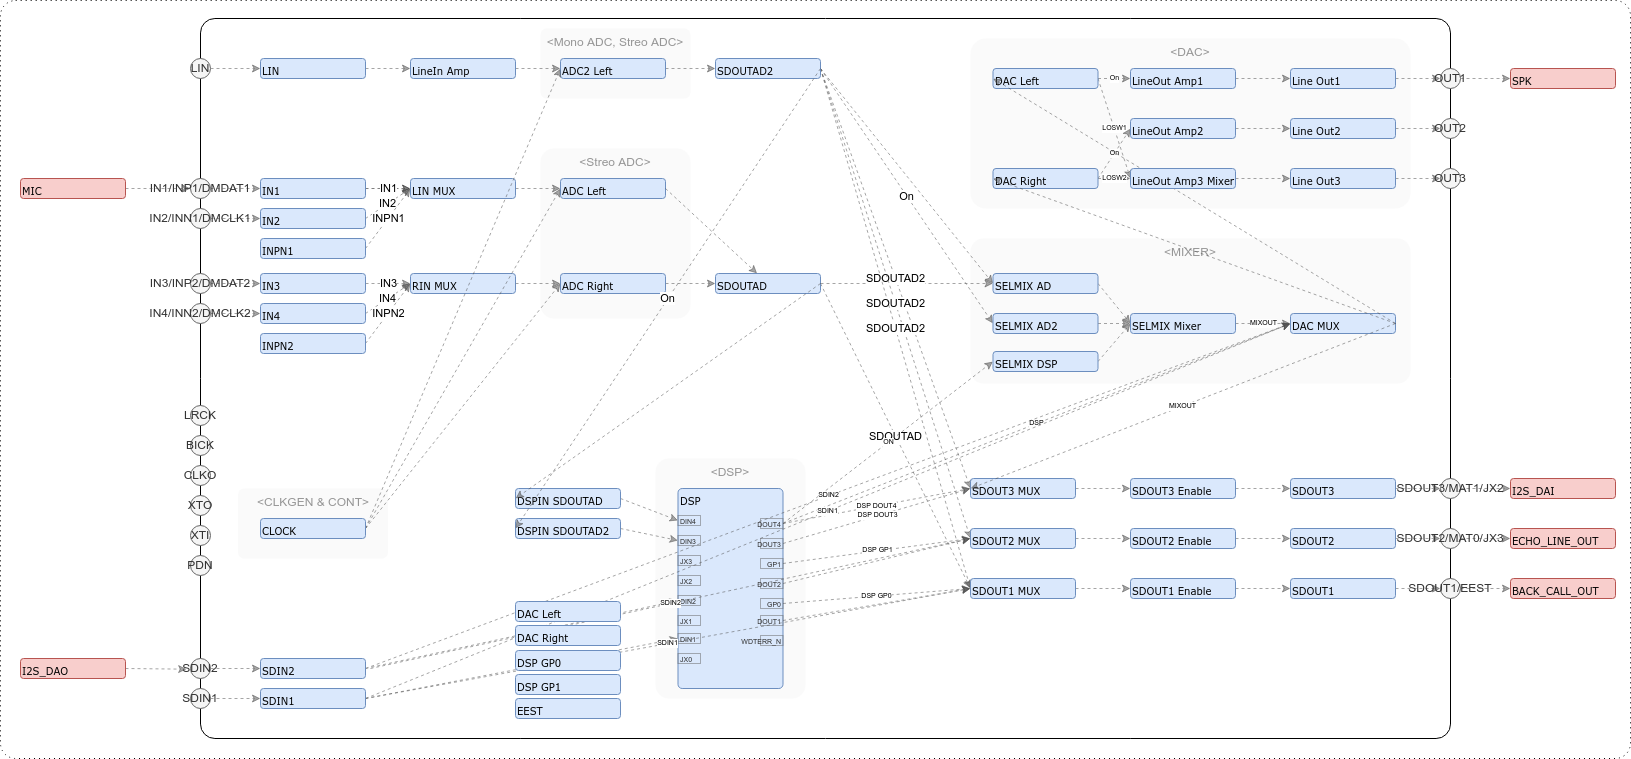 <Mono ADC, Streo ADC>
<DAC>
LIN
LIN
LineIn Amp
ADC2 Left
SDOUTAD2
DAC Left
On
LineOut Amp1
Line Out1
OUT1
SPK
LOSW1
LineOut Amp2
Line Out2
OUT2
On
<Streo ADC>
DAC Right
LOSW2
LineOut Amp3 Mixer
Line Out3
OUT3
MIC
IN1/INP1/DMDAT1
IN1
IN1
LIN MUX
ADC Left
IN2
On
IN2/INN1/DMCLK1
IN2
INPN1
INPN1
<MIXER>
IN3/INP2/DMDAT2
IN3
IN3
RIN MUX
ADC Right
SDOUTAD
SDOUTAD2
SELMIX AD
IN4
On
SDOUTAD2
IN4/INN2/DMCLK2
IN4
INPN2
SDOUTAD2
SELMIX AD2
SELMIX Mixer
MIXOUT
DAC MUX
INPN2
SELMIX DSP
MIXOUT
LRCK
DSP
BICK
SDOUTAD
ON
CLKO
<DSP>
<CLKGEN & CONT>
XTO
DSPIN SDOUTAD
DSP
SDIN2
SDIN1
DSP DOUT4
DSP DOUT3
SDOUT3 MUX
SDOUT3 Enable
SDOUT3
SDOUT3/MAT1/JX2
I2S_DAI
CLOCK
XTI
DSPIN SDOUTAD2
DIN4
DOUT4
DIN3
DOUT3
SDOUT2 MUX
SDOUT2 Enable
SDOUT2
SDOUT2/MAT0/JX3
ECHO_LINE_OUT
DSP GP1
PDN
JX3
GP1
JX2
DOUT2
SDOUT1 MUX
SDOUT1 Enable
SDOUT1
SDOUT1/EEST
BACK_CALL_OUT
DSP GP0
SDIN2
DIN2
GP0
DAC Left
JX1
DOUT1
DAC Right
SDIN1
DIN1
WDTERR_N
DSP GP0
JX0
I2S_DAO
SDIN2
SDIN2
DSP GP1
SDIN1
SDIN1
EEST